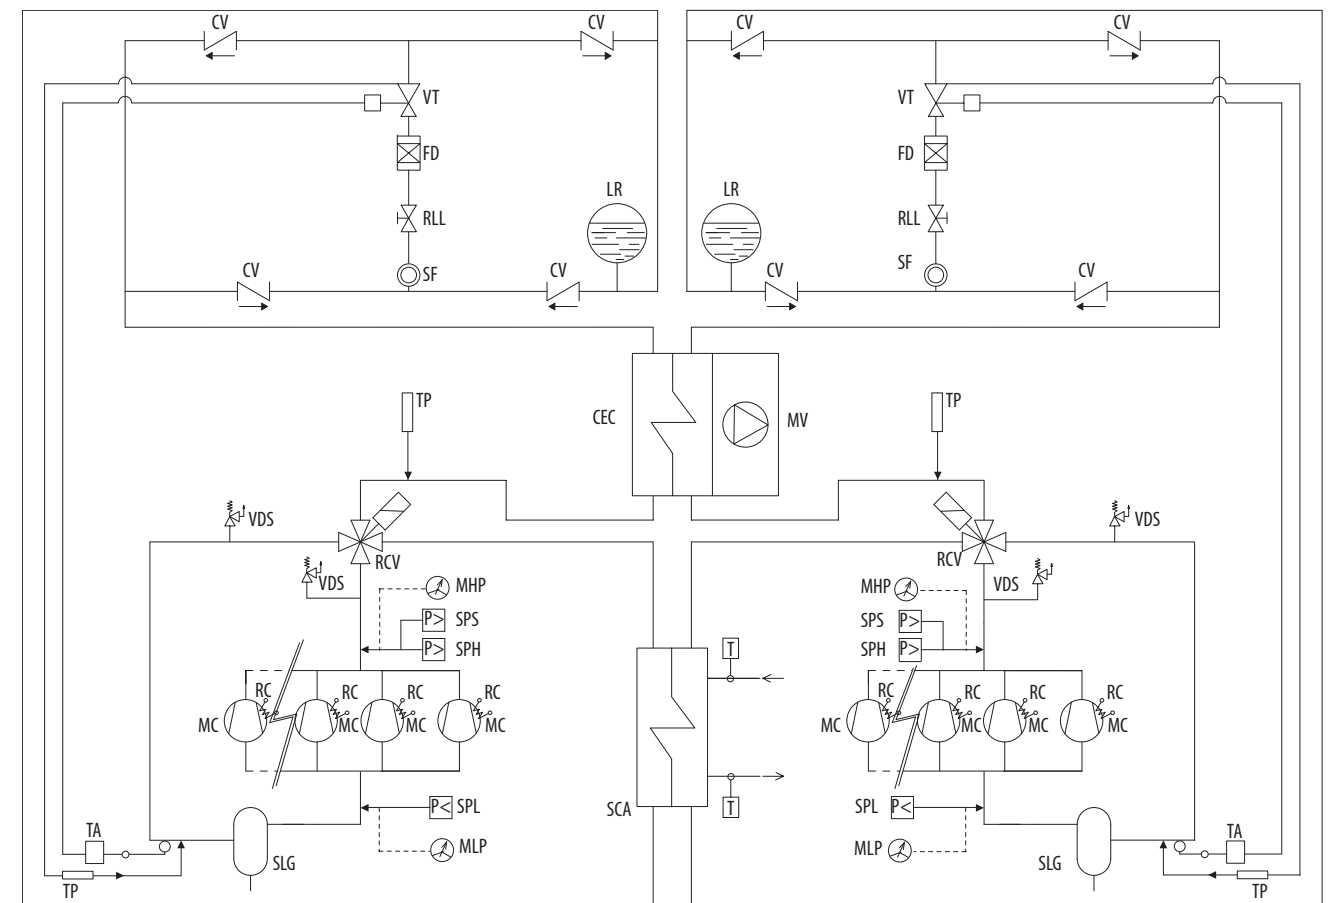 CV CV CV CV
VT VT
FD FD
LR LR
RLL RLL
SF SF
CV CV CV CV
TP TP
CEC MV
VDS VDS
RCV RCV
VDS VDS
MHP MHP
P> SPS SPS P>
P> SPH SPH P>
T
RC RC RC RC RC RC RC RC
MC MC MC MC MC MC MC MC
P< SPL SCA T SPL P<
TA MLP MLP TA
SLG SLG
TP TP